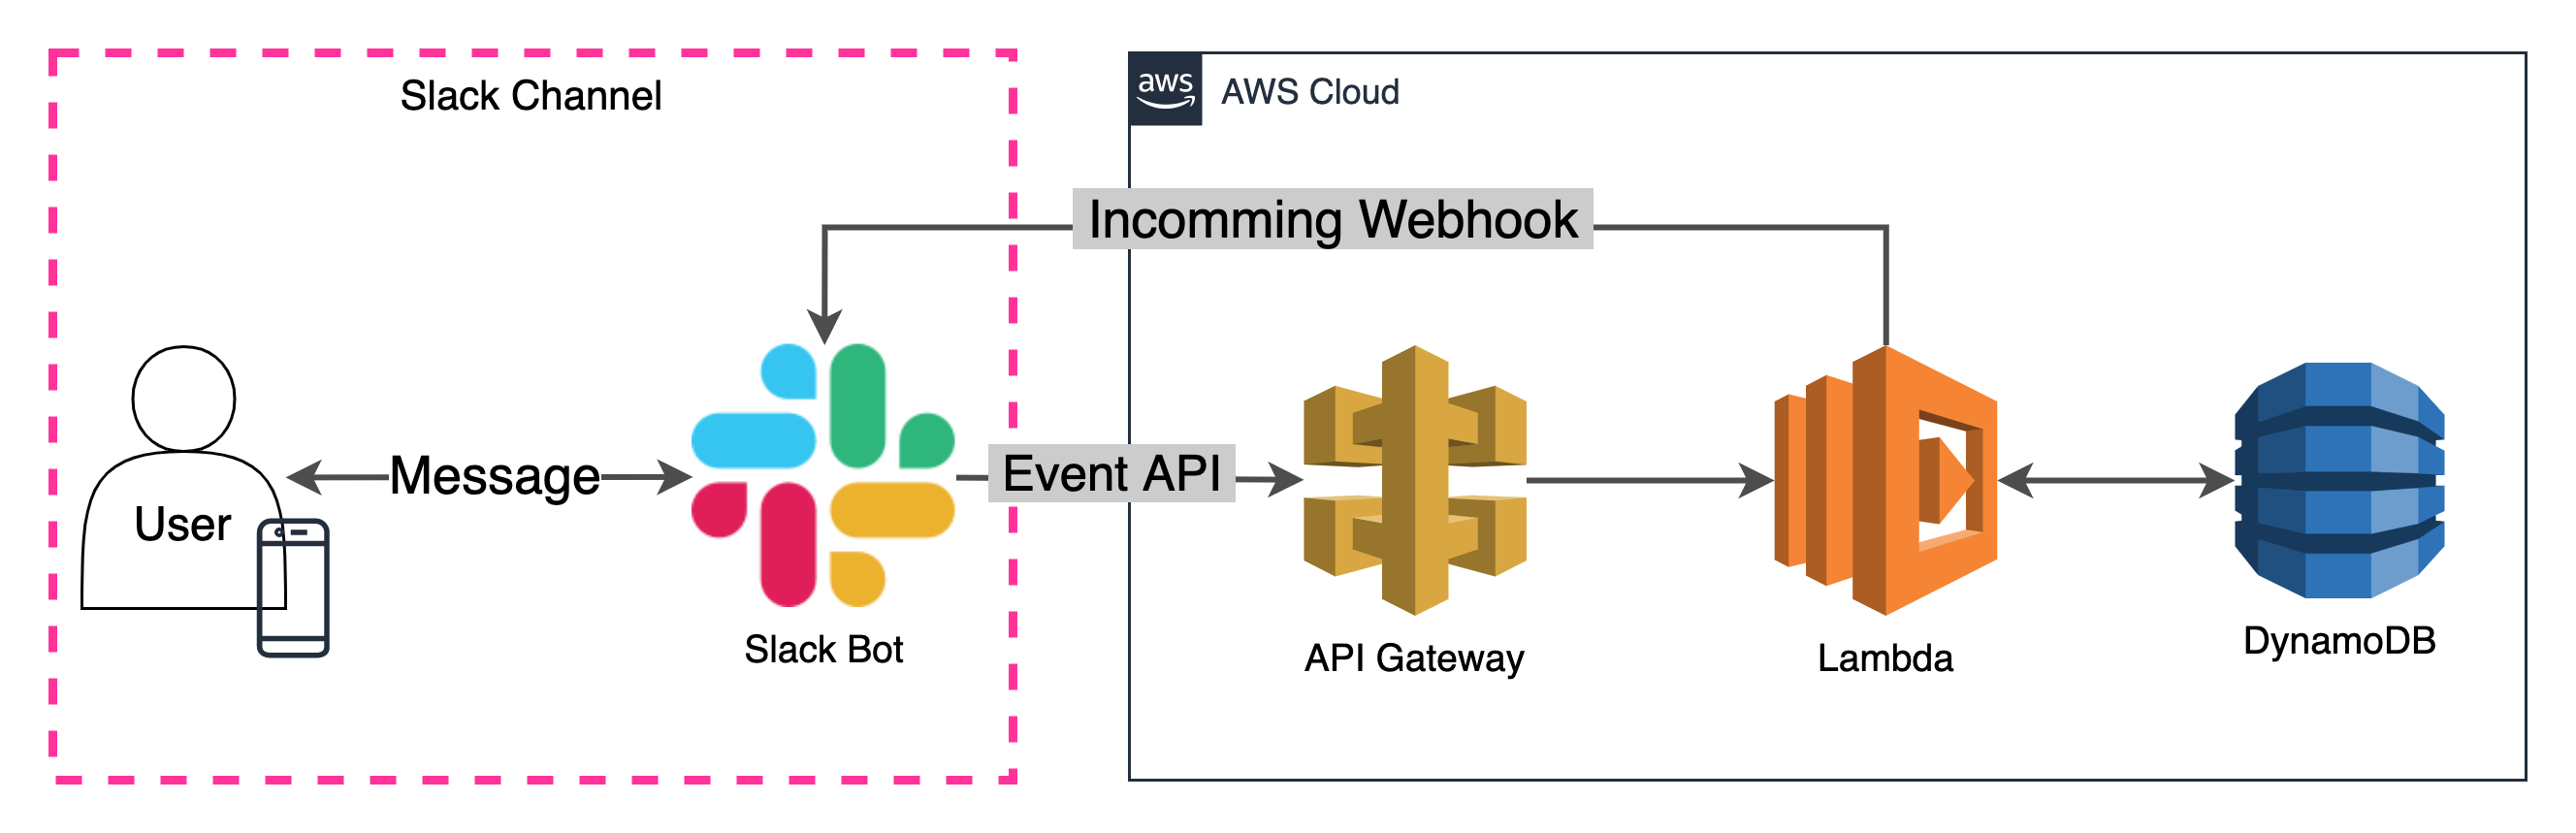 Slack Channel
aws
AWS Cloud
Incomming Webhook
Message
Event API
User
Slack Bot
API Gateway
Lambda
DynamoDB